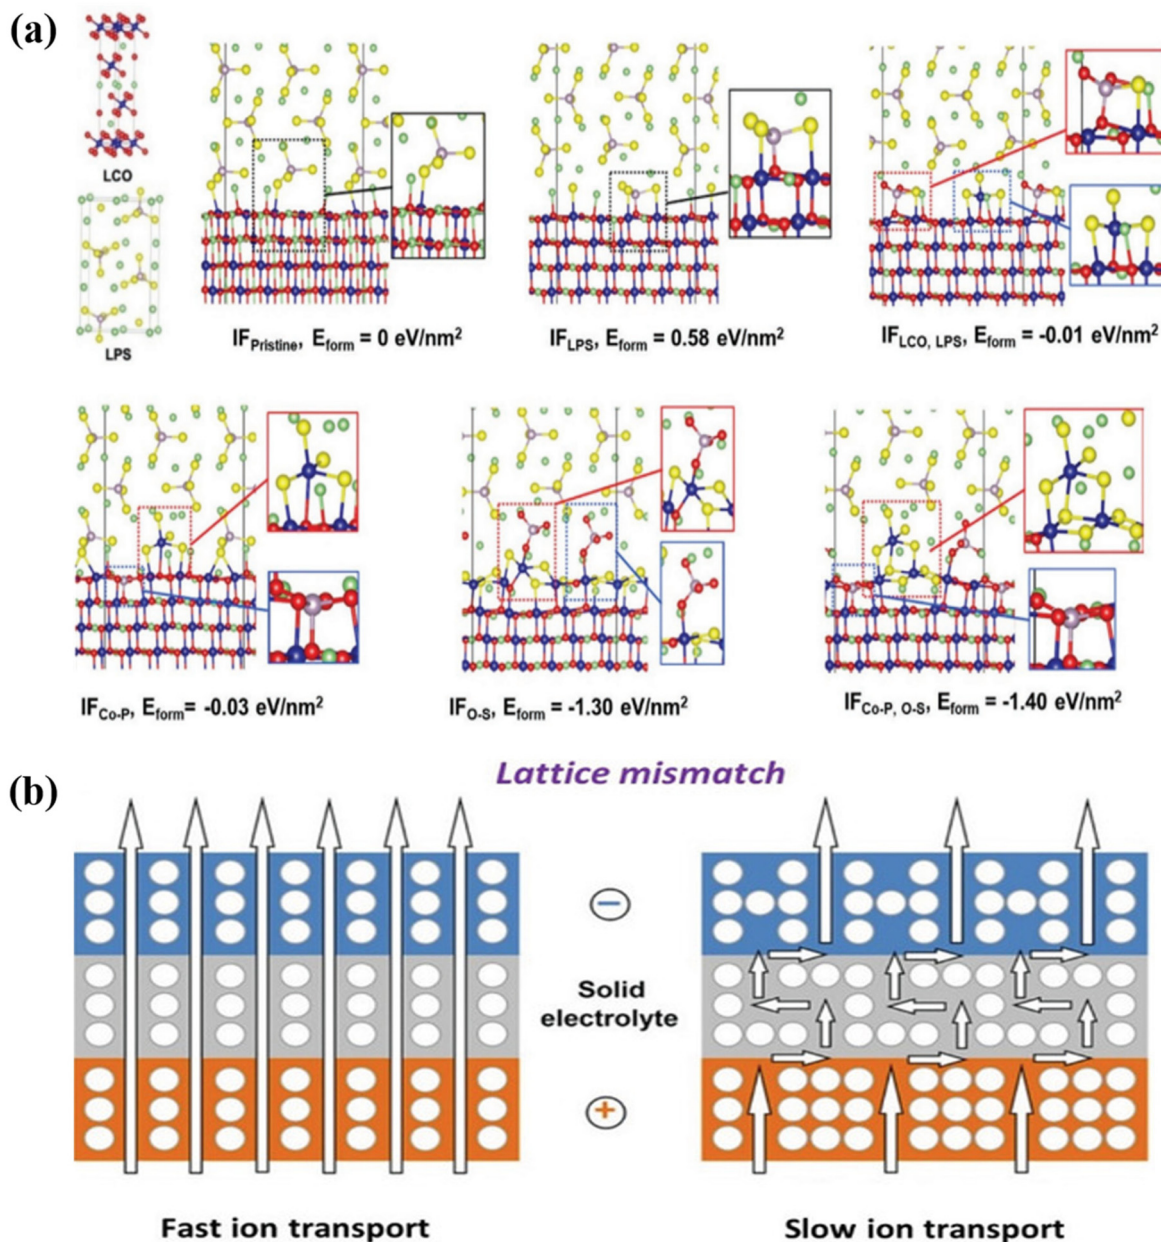 (a)
LCO
LPS
IF_Pristine, E_form = 0 eV/nm²
IF_LPS, E_form = 0.58 eV/nm²
IF_LCO, LPS, E_form = -0.01 eV/nm²
IF_Co-P, E_form = -0.03 eV/nm²
IF_O-S, E_form = -1.30 eV/nm²
IF_Co-P, O-S, E_form = -1.40 eV/nm²
(b)
Lattice mismatch
−
Solid
electrolyte
+
Fast ion transport
Slow ion transport